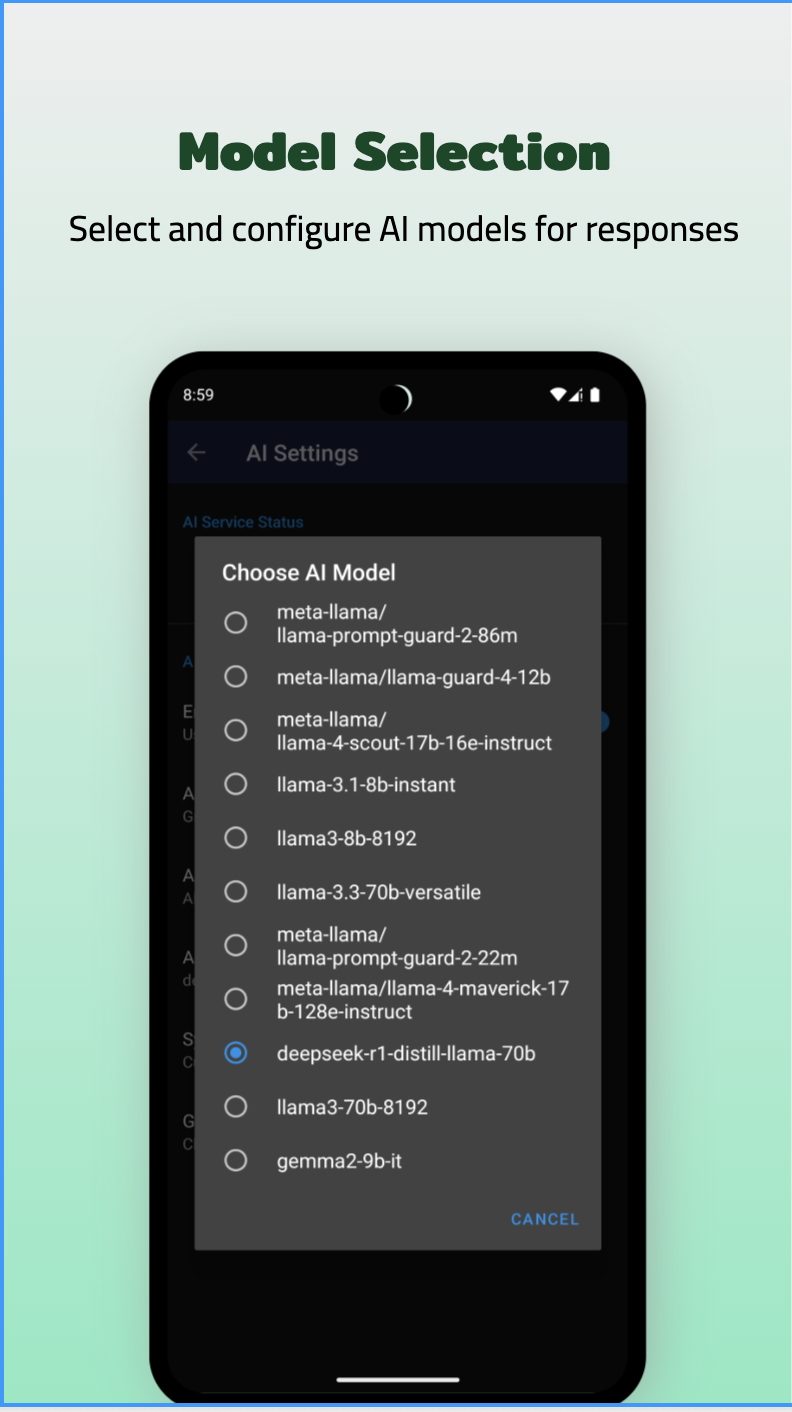 Model Selection
Select and configure AI models for responses
8:59
AI Settings
AI Service Status
Choose AI Model
meta-llama/
llama-prompt-guard-2-86m
meta-llama/llama-guard-4-12b
meta-llama/
llama-4-scout-17b-16e-instruct
llama-3.1-8b-instant
llama3-8b-8192
llama-3.3-70b-versatile
meta-llama/
llama-prompt-guard-2-22m
meta-llama/llama-4-maverick-17
b-128e-instruct
deepseek-r1-distill-llama-70b
llama3-70b-8192
gemma2-9b-it
CANCEL